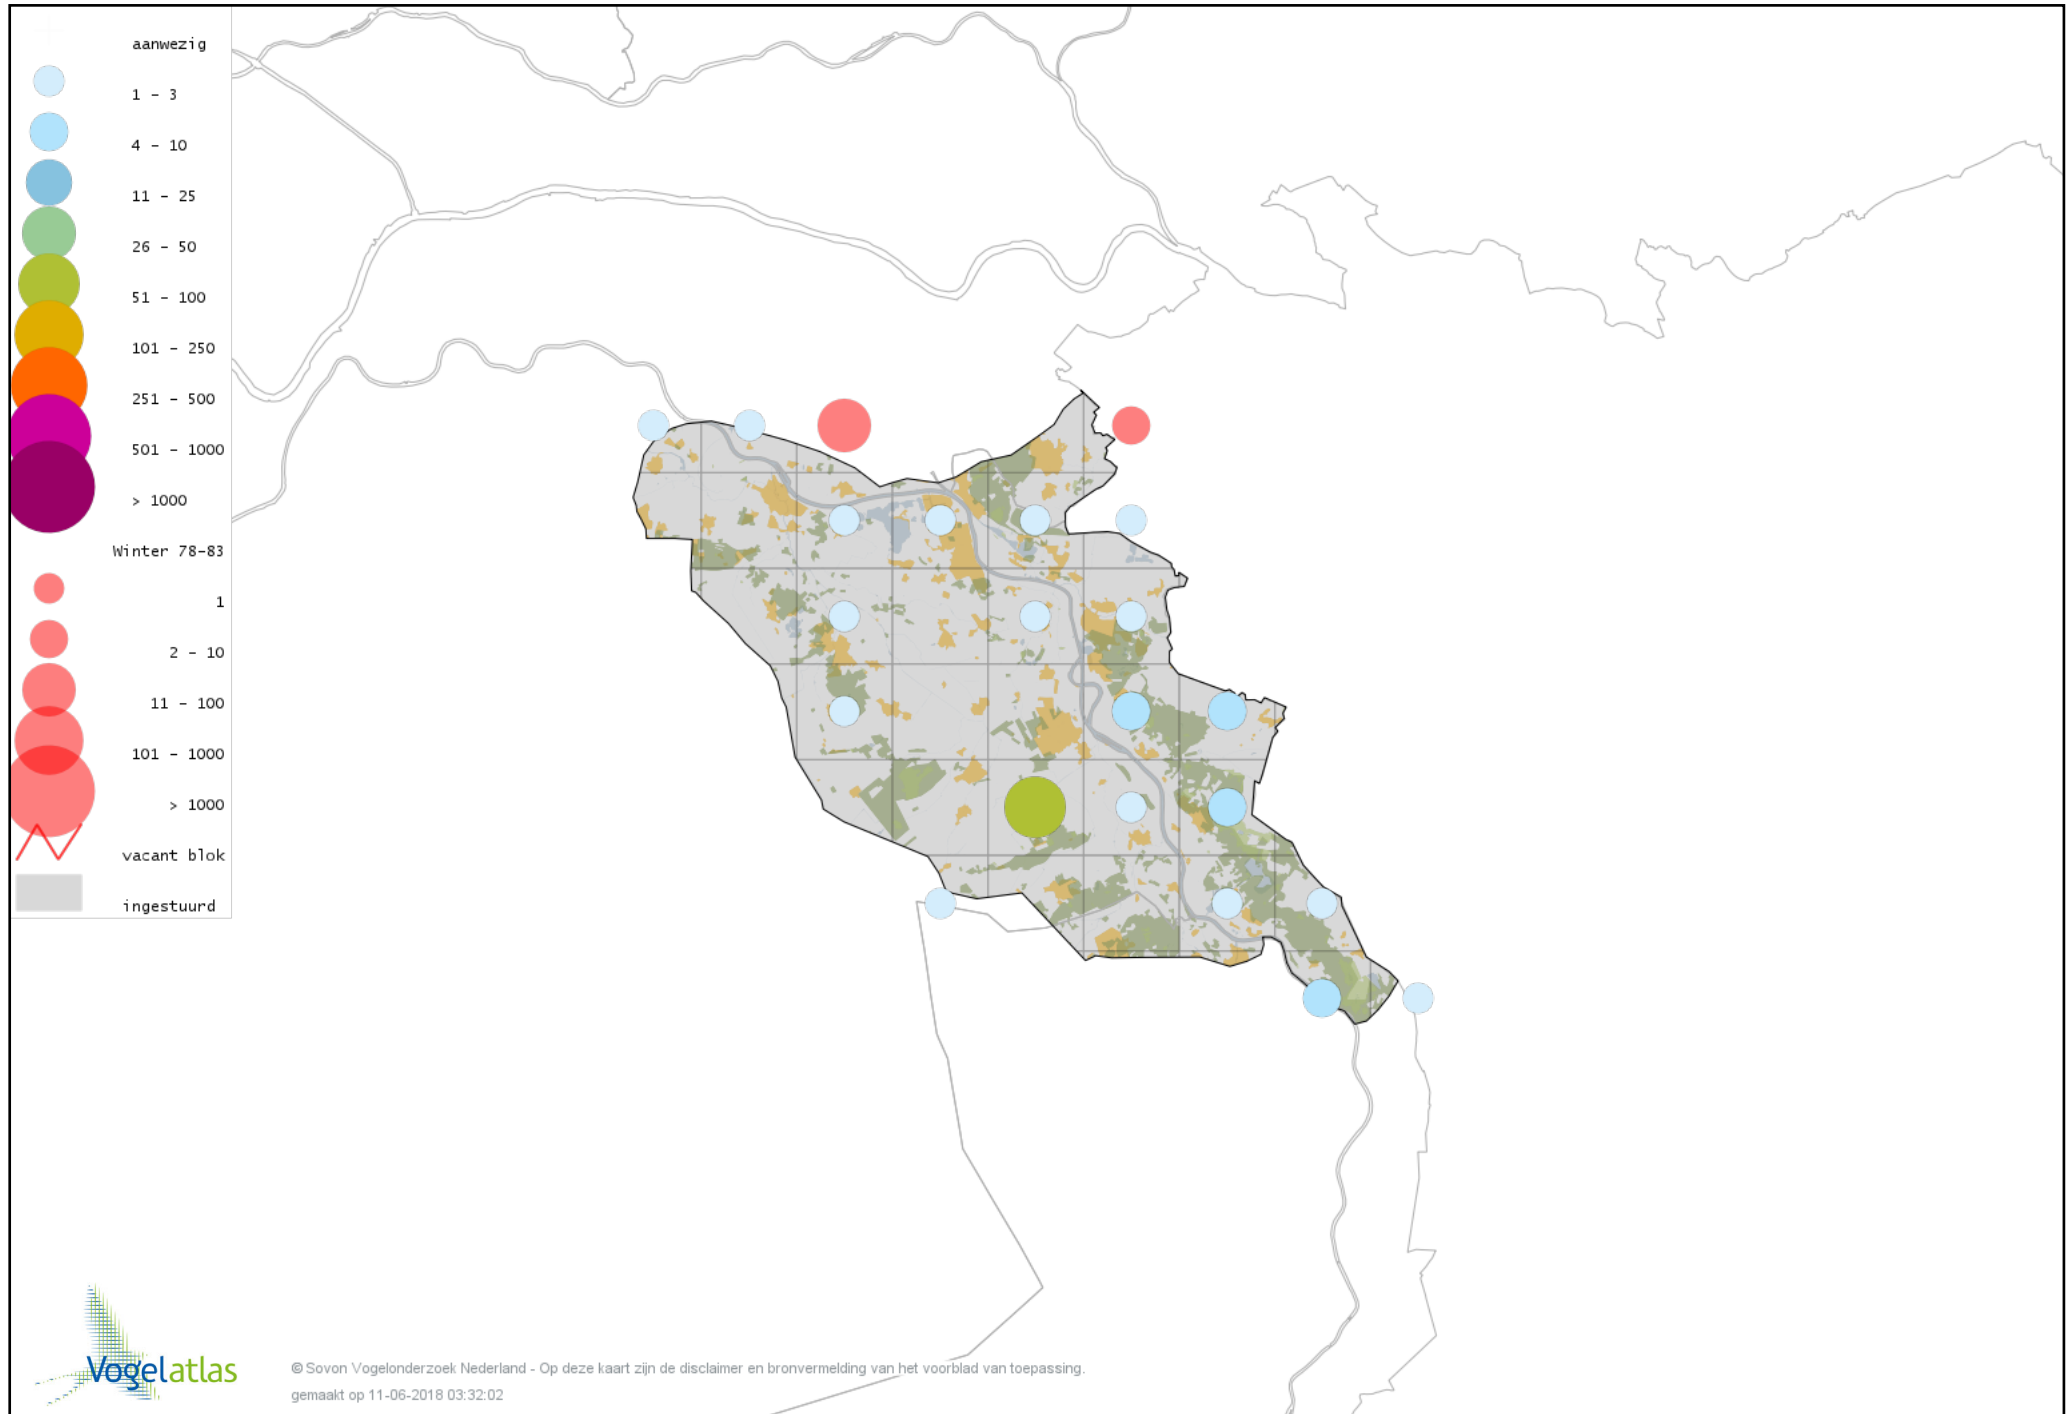 aanwezig
1 - 3
4 - 10
11 - 25
26 - 50
51 - 100
101 - 250
251 - 500
501 - 1000
> 1000
Winter 78-83
1
2 - 10
11 - 100
101 - 1000
> 1000
vacant blok
ingestuurd
Vogelatlas
© Sovon Vogelonderzoek Nederland - Op deze kaart zijn de disclaimer en bronvermelding van het voorblad van toepassing.
gemaakt op 11-06-2018 03:32:02